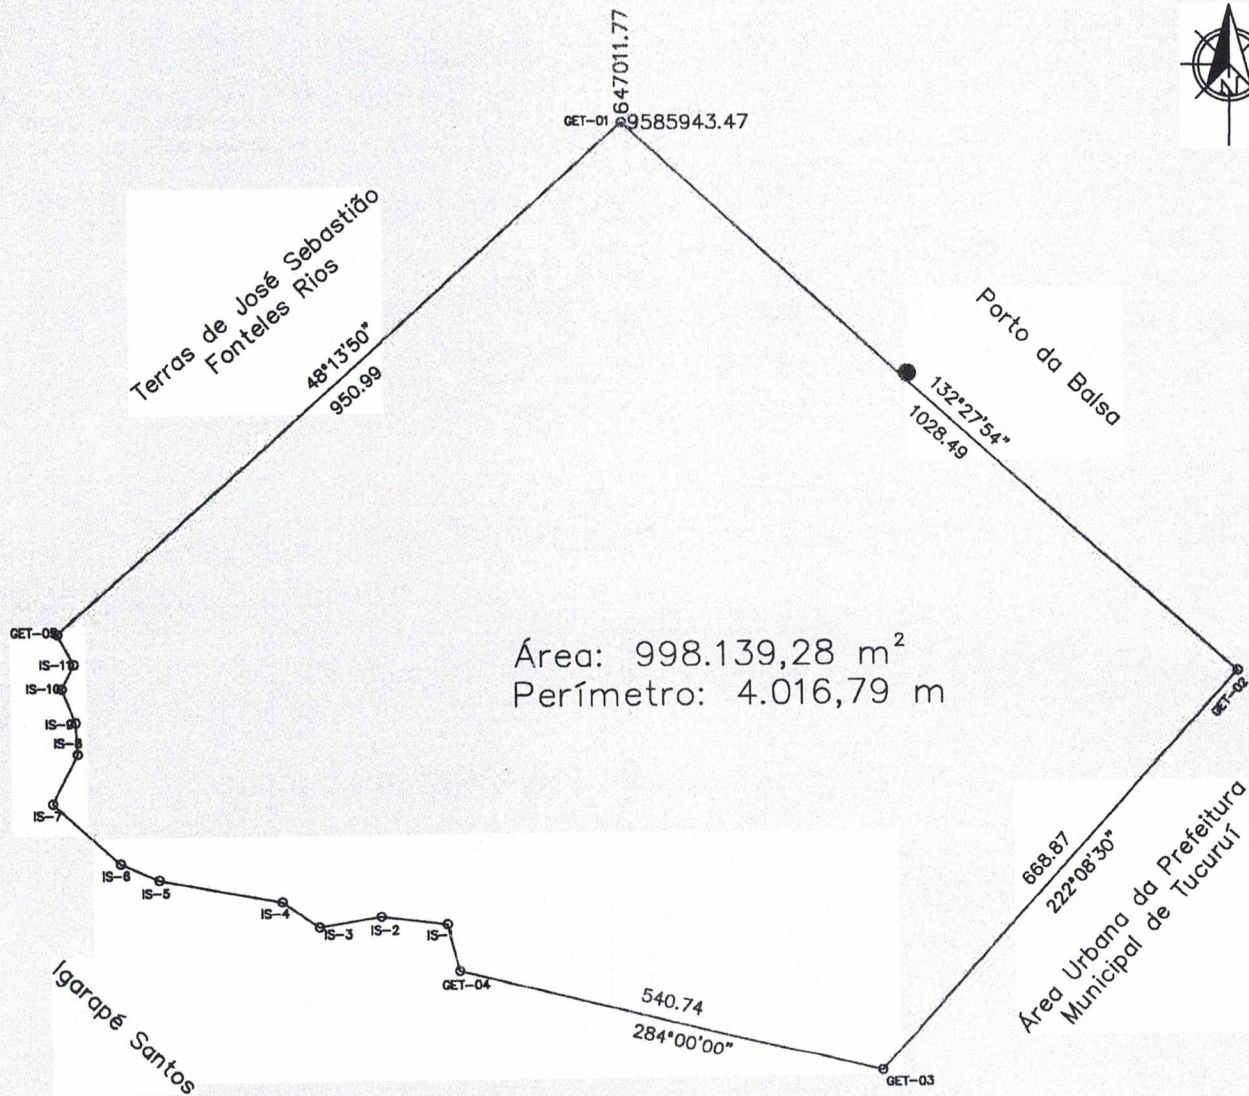 647011.77
N
GET-01
9585943.47
Terras de José Sebastião
Fonteles Rios
48°13'50"
950.99
Porto da Balsa
132°27'54"
1028.49
GET-05
IS-11
IS-10
IS-9
IS-8
IS-7
Área: 998.139,28 m²
Perímetro: 4.016,79 m
GET-02
IS-6
IS-5
IS-4
IS-3
IS-2
IS-1
GET-04
668.87
222°08'30"
Área Urbana da Prefeitura
Municipal de Tucuruí
Igarapé Santos
540.74
284°00'00"
GET-03